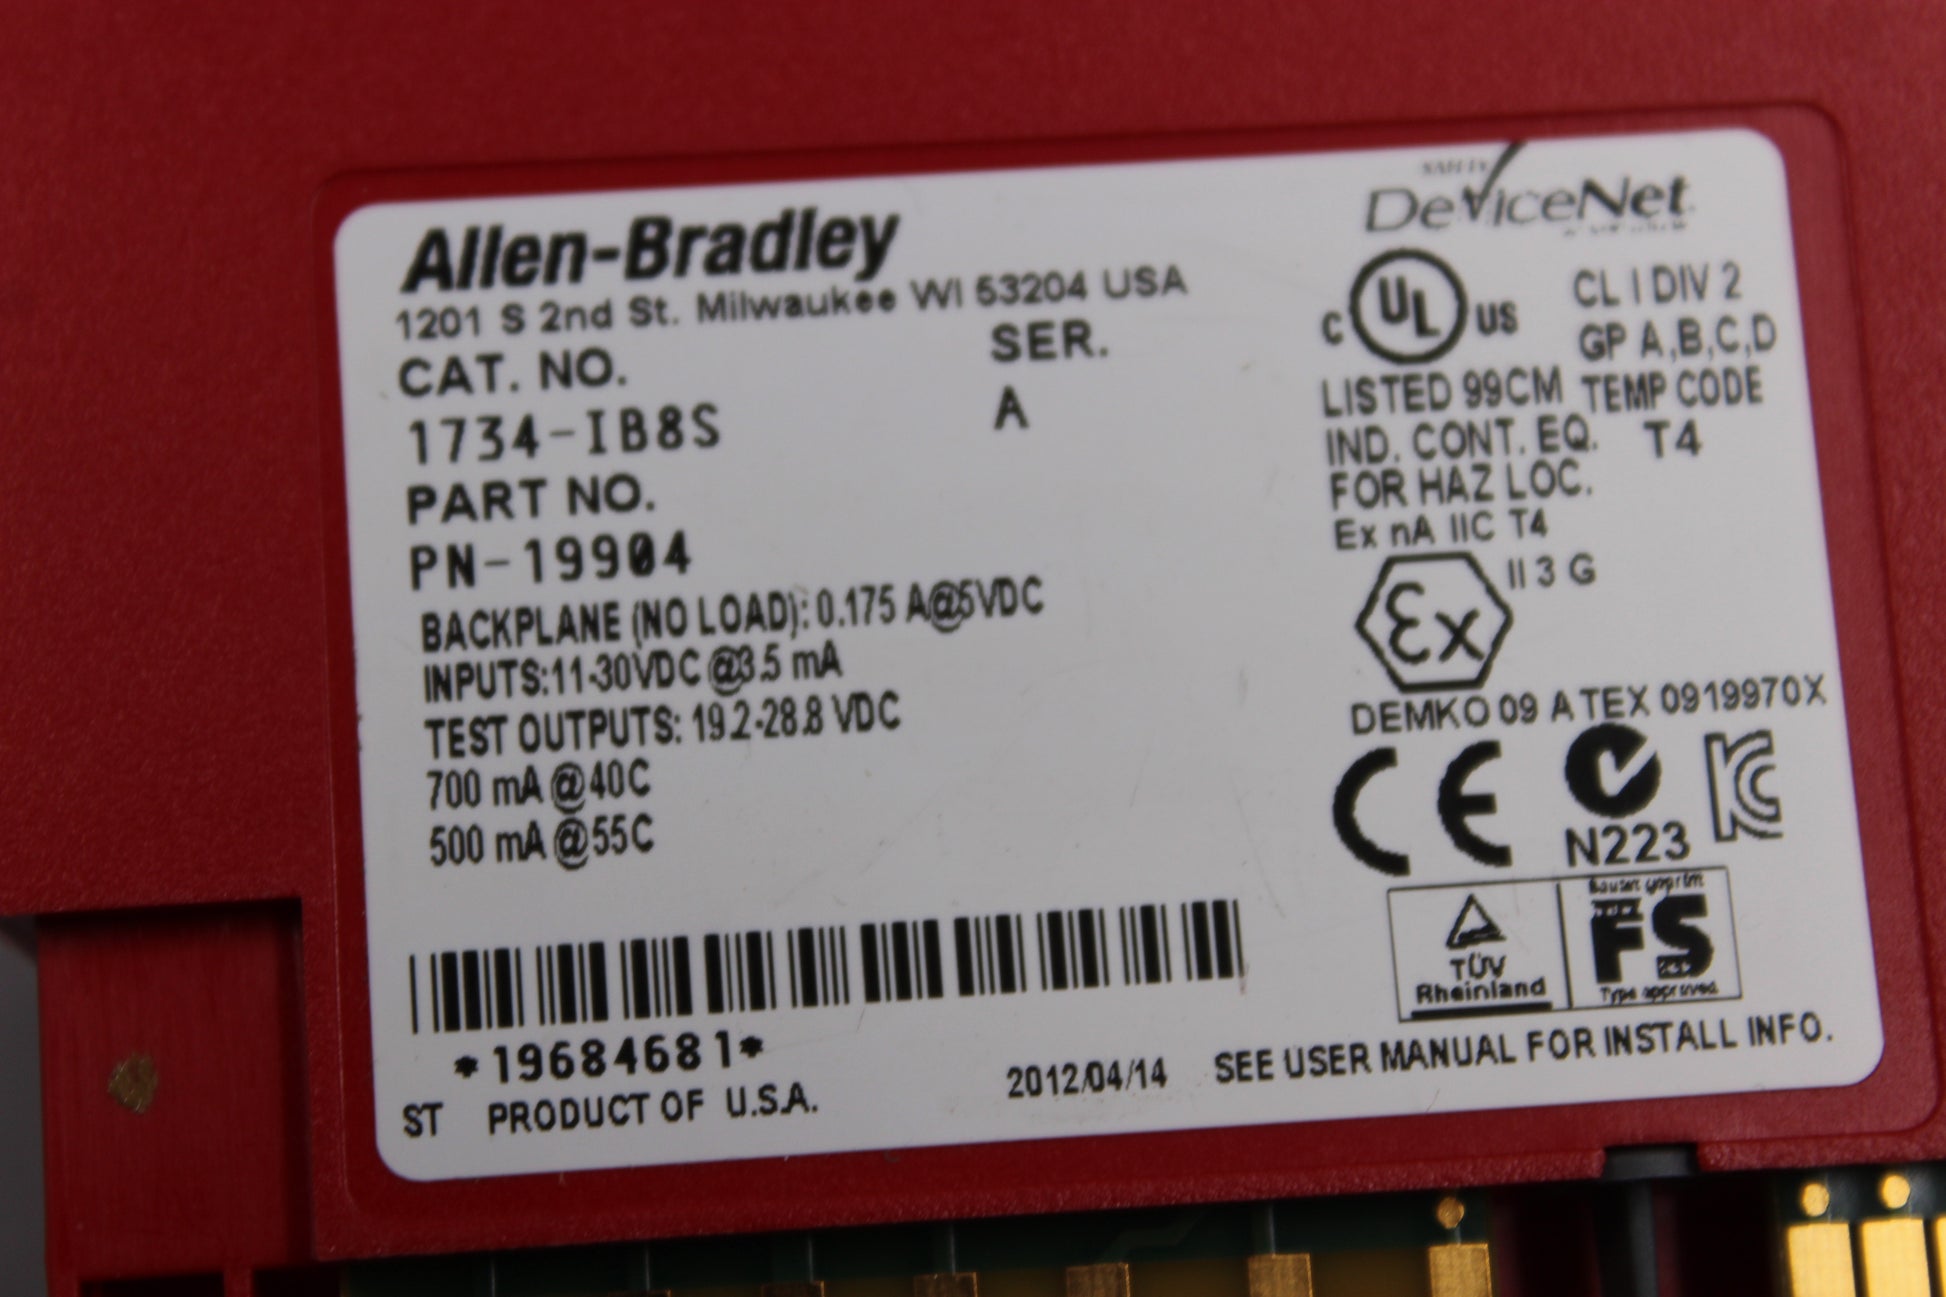 Allen-Bradley
1201 S 2nd St. Milwaukee WI 53204 USA
CAT. NO.
SER.
1734-IB8S
A
PART NO.
PN-19904
BACKPLANE (NO LOAD): 0.175 A@5VDC
INPUTS:11-30VDC @3.5 mA
TEST OUTPUTS: 19.2-28.8 VDC
700 mA @40C
500 mA @55C
*19684681*
ST PRODUCT OF U.S.A.
2012/04/14
SEE USER MANUAL FOR INSTALL INFO.
DeviceNet
C UL US
CL I DIV 2
GP A,B,C,D
TEMP CODE
T4
LISTED 99CM
IND. CONT. EQ.
FOR HAZ LOC.
Ex nA IIC T4
Ex
II 3 G
DEMKO 09 ATEX 0919970X
CE
N223
TÜV
Rheinland
Bauart geprüft
FS
Type approved